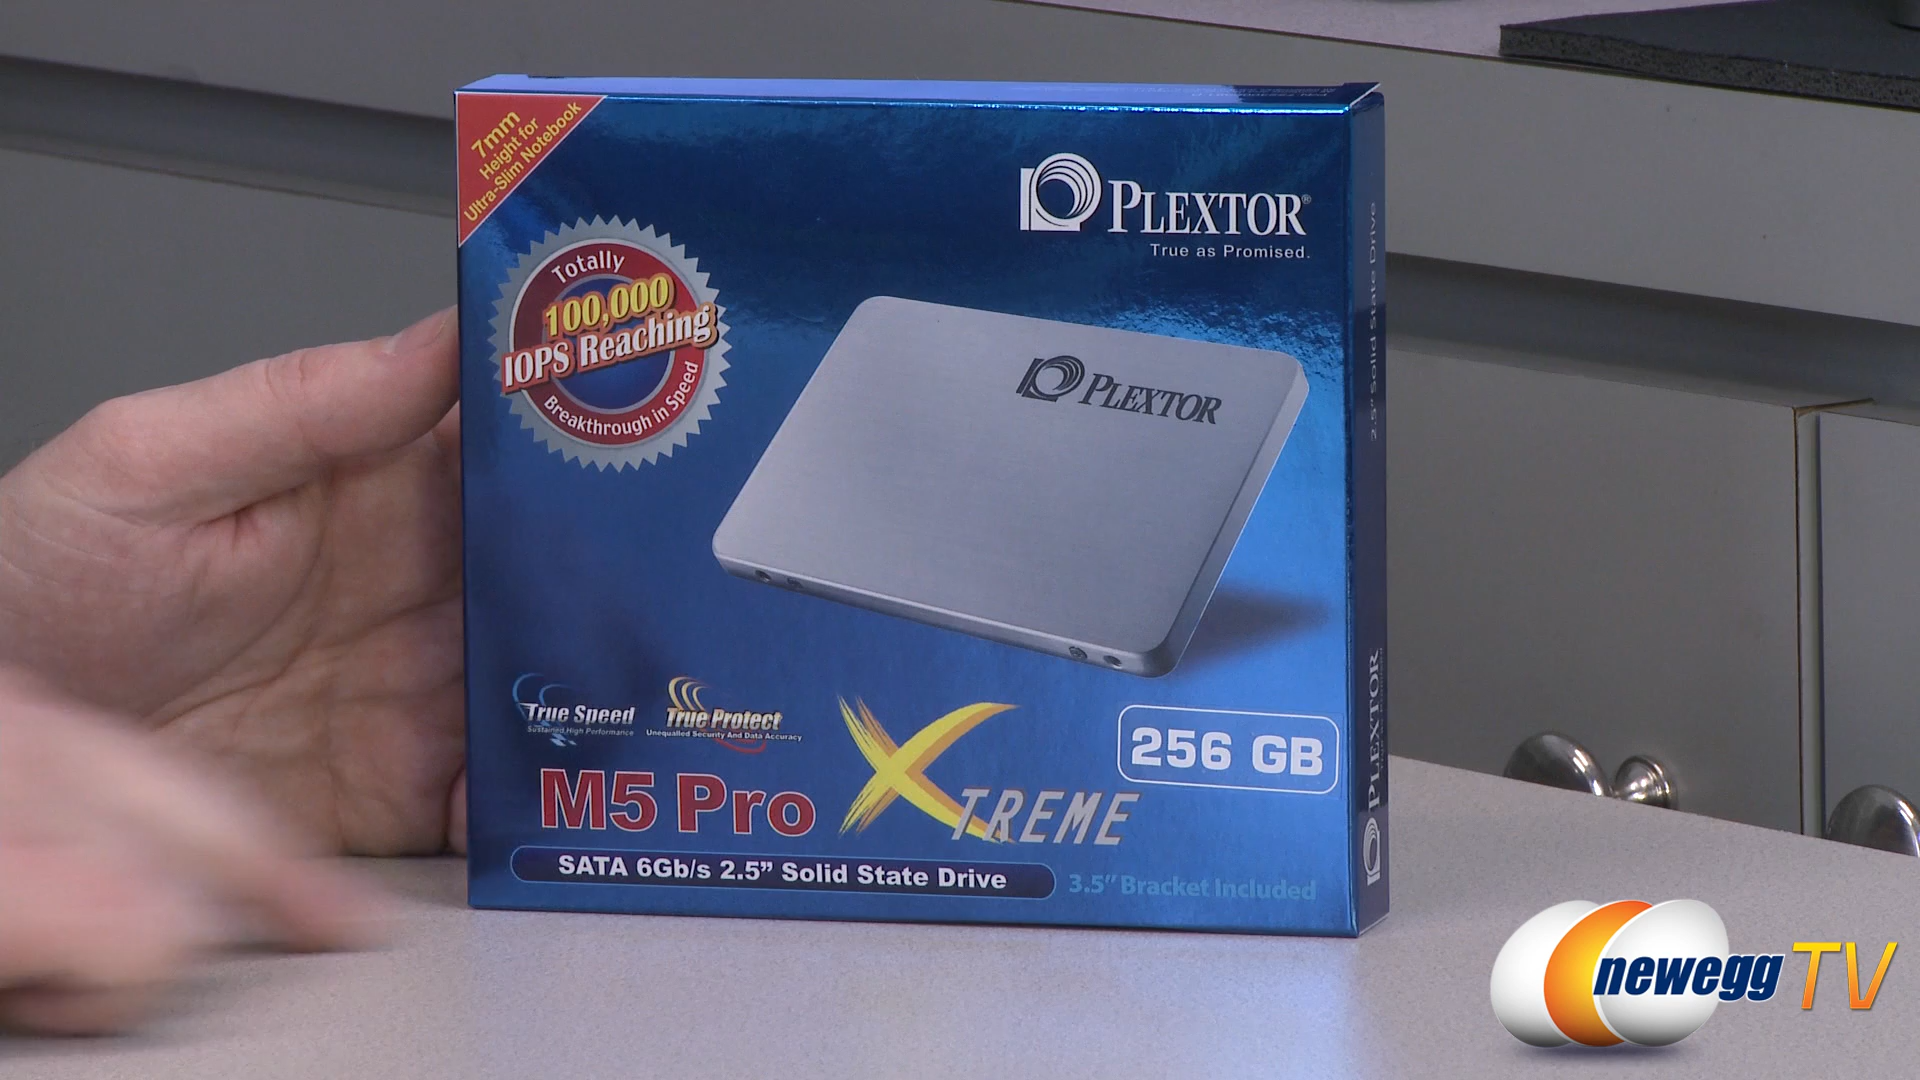 7mm
Height for
Ultra-Slim Notebook
PLEXTOR®
True as Promised.
Totally
100,000
IOPS Reaching
Breakthrough in Speed
PLEXTOR
True Speed
Sustained High Performance
True Protect
Unequalled Security And Data Accuracy
M5 Pro XTREME
256 GB
SATA 6Gb/s 2.5” Solid State Drive
3.5” Bracket Included
2.5” Solid State Drive
PLEXTOR
newegg TV